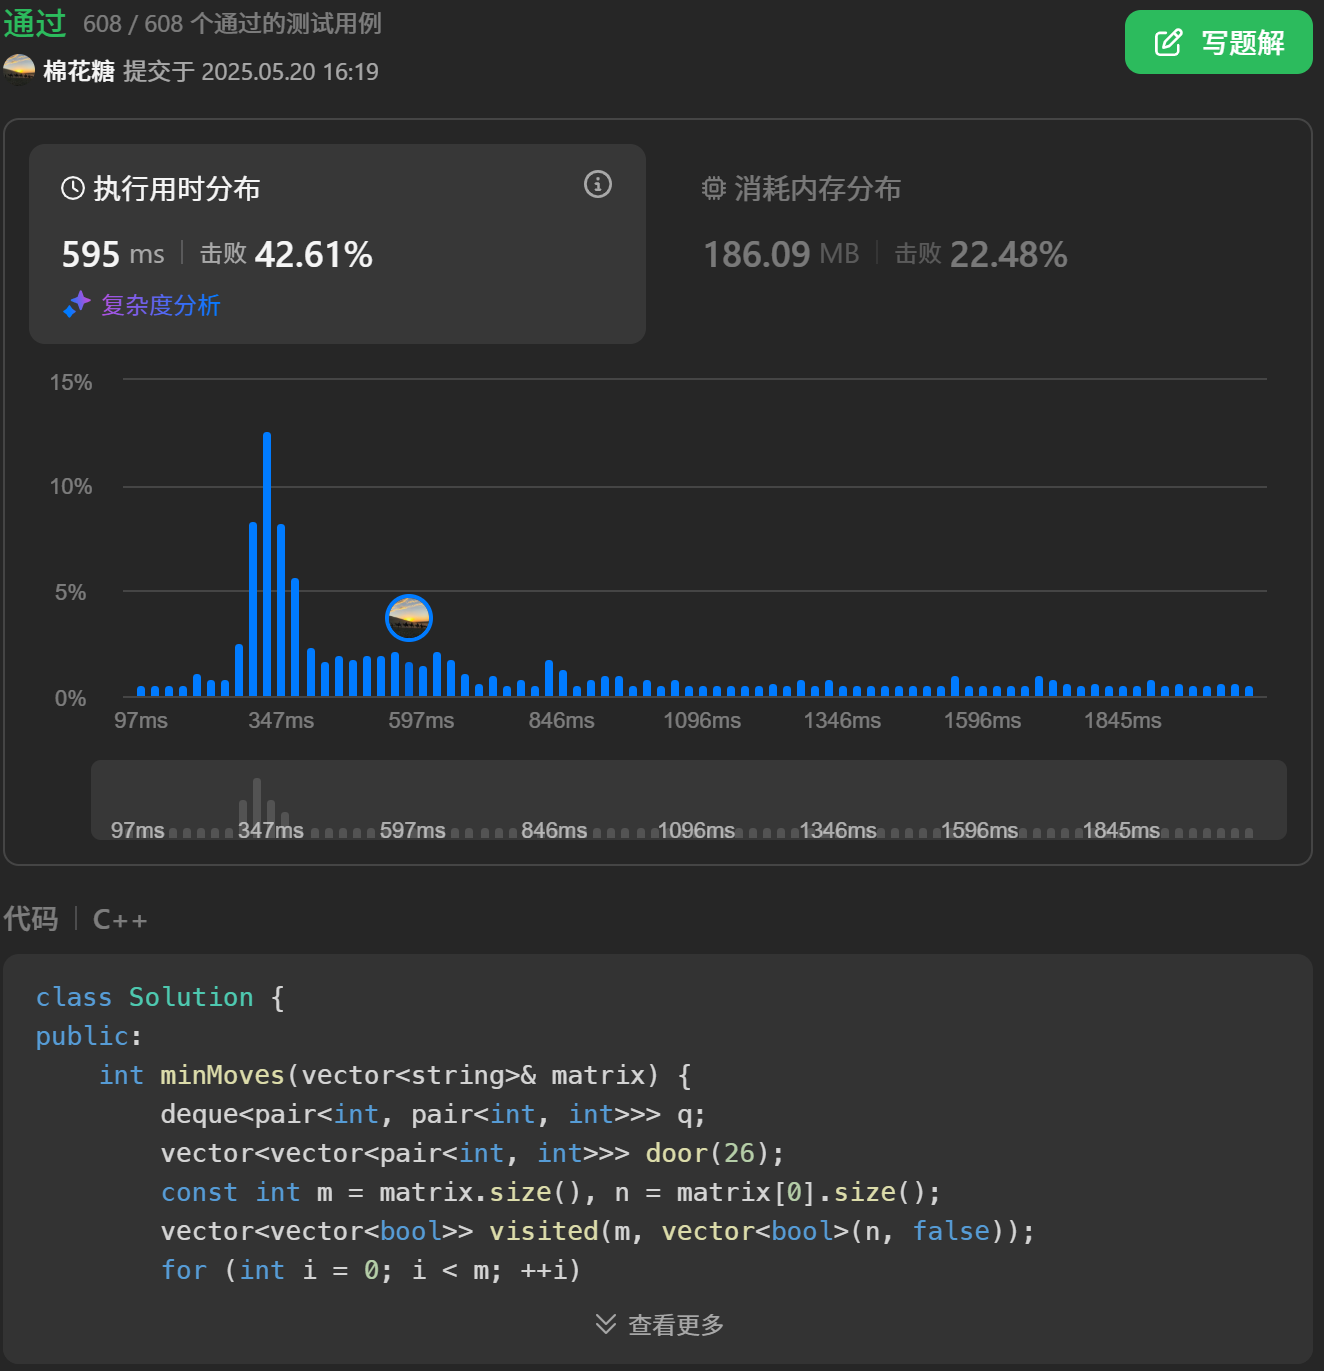 通过 608 / 608 个通过的测试用例
写题解
棉花糖 提交于 2025.05.20 16:19
执行用时分布
595 ms 击败 42.61%
复杂度分析
消耗内存分布
186.09 MB 击败 22.48%
15%
10%
5%
0%
97ms 347ms 597ms 846ms 1096ms 1346ms 1596ms 1845ms
97ms 347ms 597ms 846ms 1096ms 1346ms 1596ms 1845ms
代码 C++
class Solution {
public:
    int minMoves(vector<string>& matrix) {
        deque<pair<int, pair<int, int>>> q;
        vector<vector<pair<int, int>>> door(26);
        const int m = matrix.size(), n = matrix[0].size();
        vector<vector<bool>> visited(m, vector<bool>(n, false));
        for (int i = 0; i < m; ++i)
查看更多